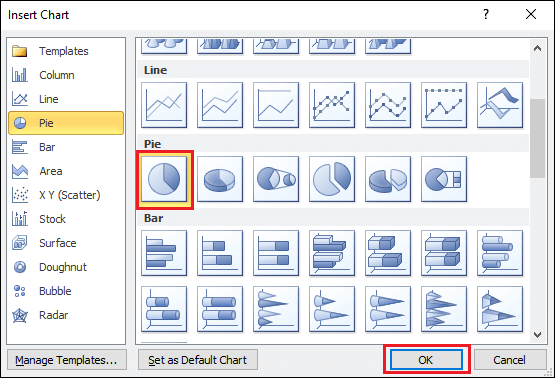 Insert Chart
?
Templates
Column
Line
Pie
Bar
Area
X Y (Scatter)
Stock
Surface
Doughnut
Bubble
Radar
Line
Pie
Bar
Manage Templates...
Set as Default Chart
OK
Cancel